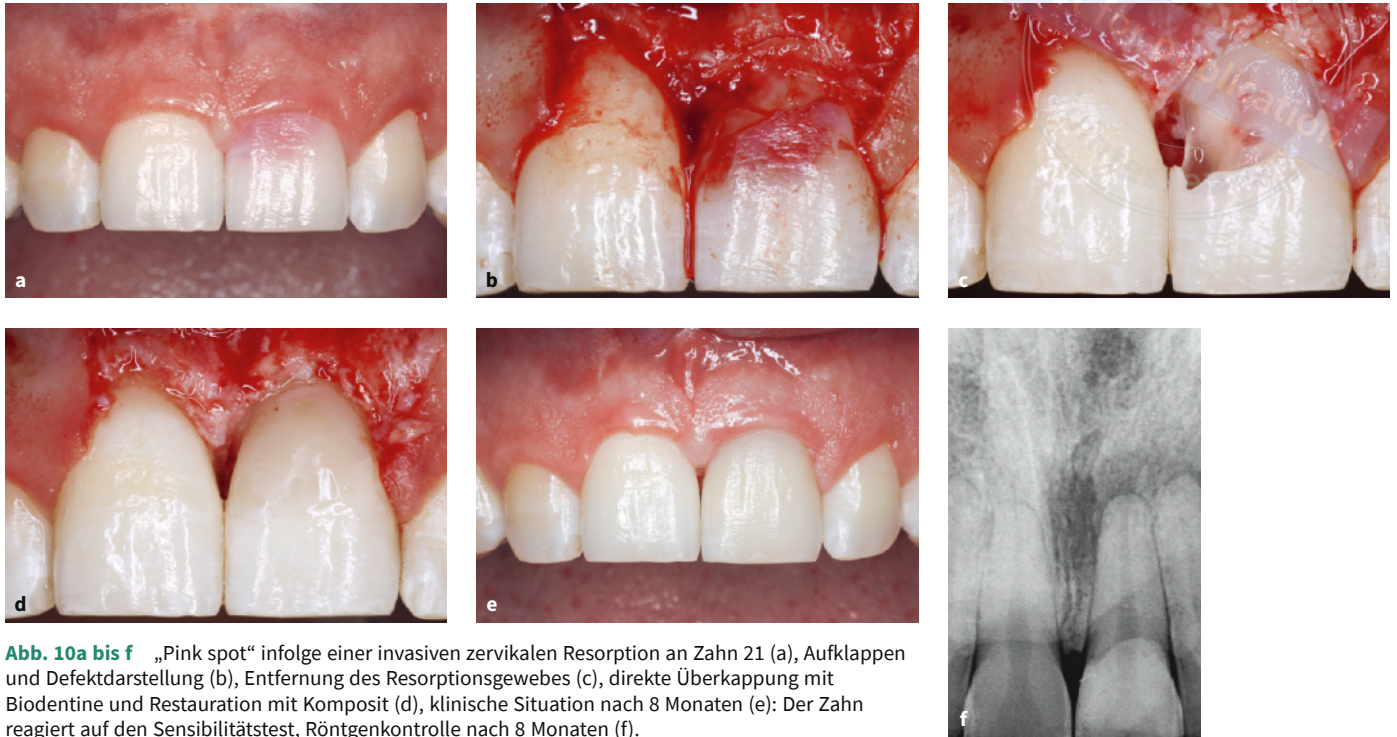 a
b
c
d
e
f
Abb. 10a bis f „Pink spot“ infolge einer invasiven zervikalen Resorption an Zahn 21 (a), Aufklappen
und Defektdarstellung (b), Entfernung des Resorptionsgewebes (c), direkte Überkappung mit
Biodentine und Restauration mit Komposit (d), klinische Situation nach 8 Monaten (e): Der Zahn
reagiert auf den Sensibilitätstest, Röntgenkontrolle nach 8 Monaten (f).